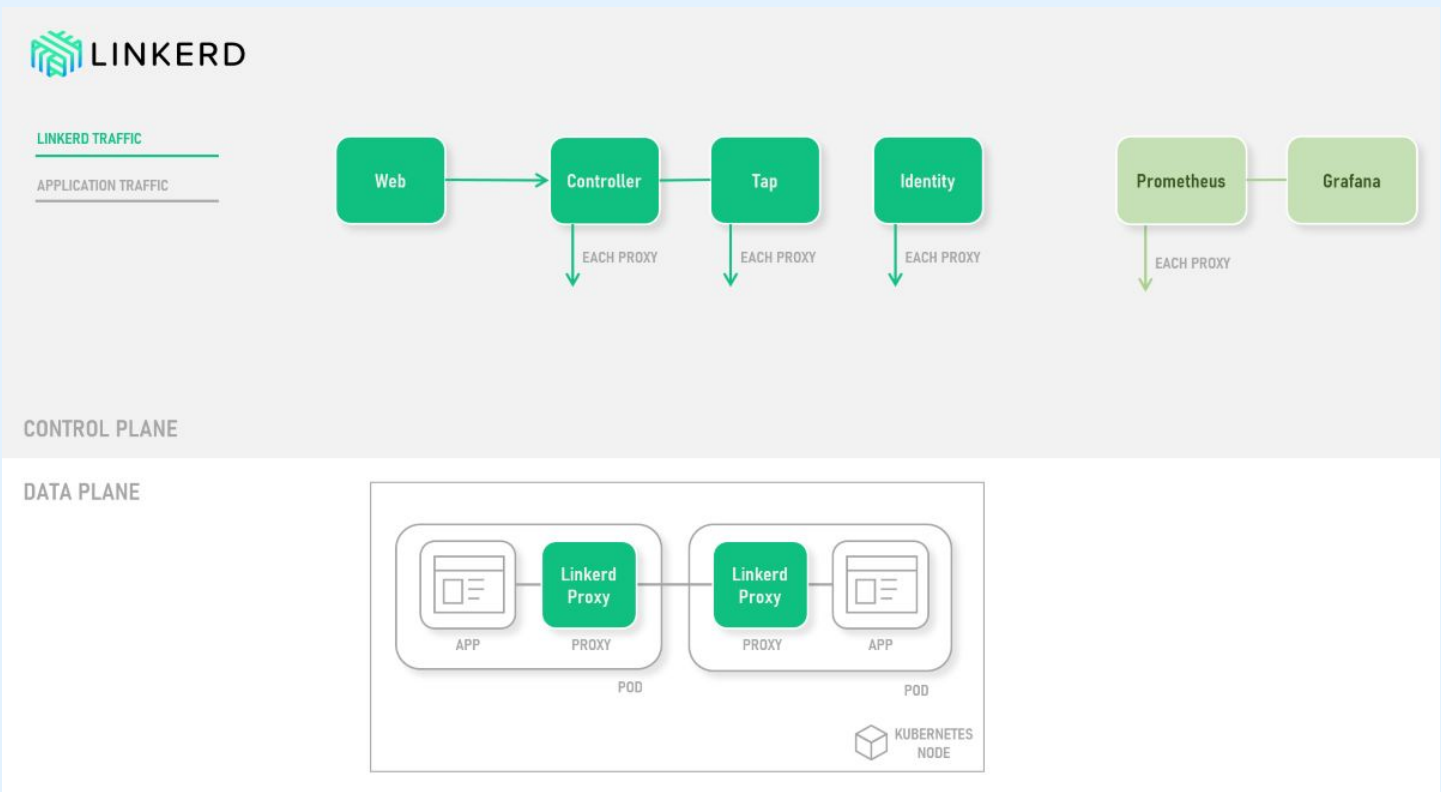 LINKERD
LINKERD TRAFFIC
APPLICATION TRAFFIC
Web
Controller
Tap
Identity
Prometheus
Grafana
EACH PROXY
EACH PROXY
EACH PROXY
EACH PROXY
CONTROL PLANE
DATA PLANE
Linkerd
Proxy
Linkerd
Proxy
APP
PROXY
PROXY
APP
POD
POD
KUBERNETES
NODE